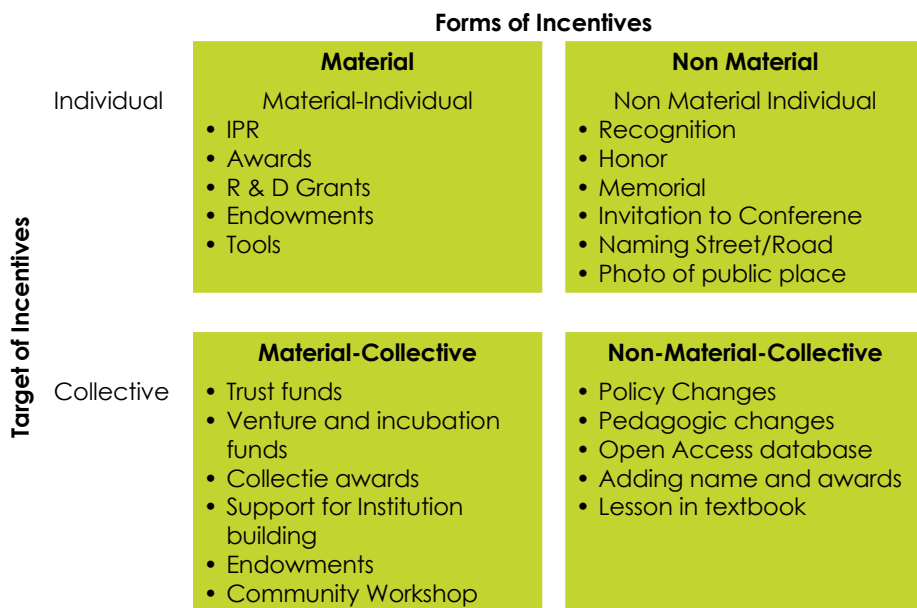 Forms of Incentives
Material
Material-Individual
• IPR
• Awards
• R & D Grants
• Endowments
• Tools
Non Material
Non Material Individual
• Recognition
• Honor
• Memorial
• Invitation to Conferene
• Naming Street/Road
• Photo of public place
Individual
Target of Incentives
Collective
Material-Collective
• Trust funds
• Venture and incubation
funds
• Collectie awards
• Support for Institution
building
• Endowments
• Community Workshop
Non-Material-Collective
• Policy Changes
• Pedagogic changes
• Open Access database
• Adding name and awards
• Lesson in textbook